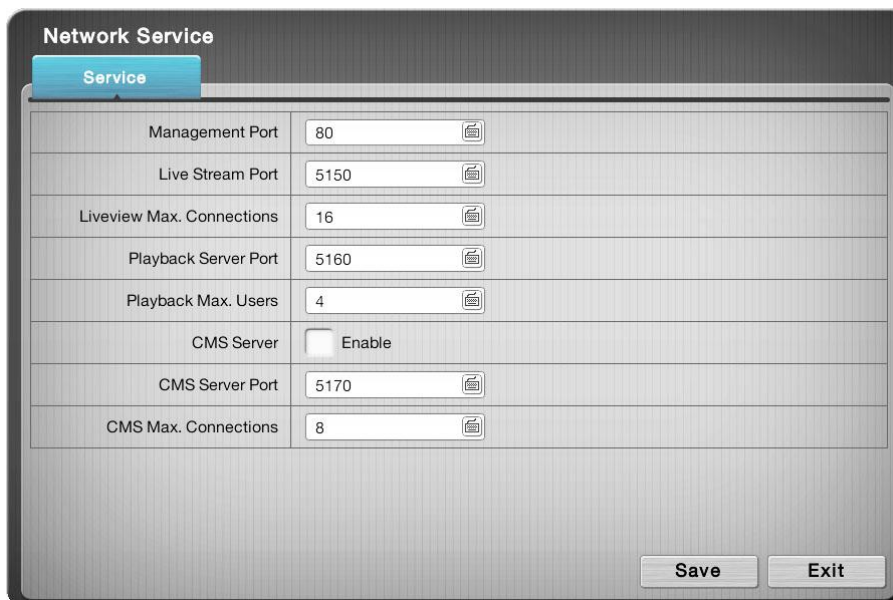 Network Service
Service
Management Port 80
Live Stream Port 5150
Liveview Max. Connections 16
Playback Server Port 5160
Playback Max. Users 4
CMS Server Enable
CMS Server Port 5170
CMS Max. Connections 8
Save Exit